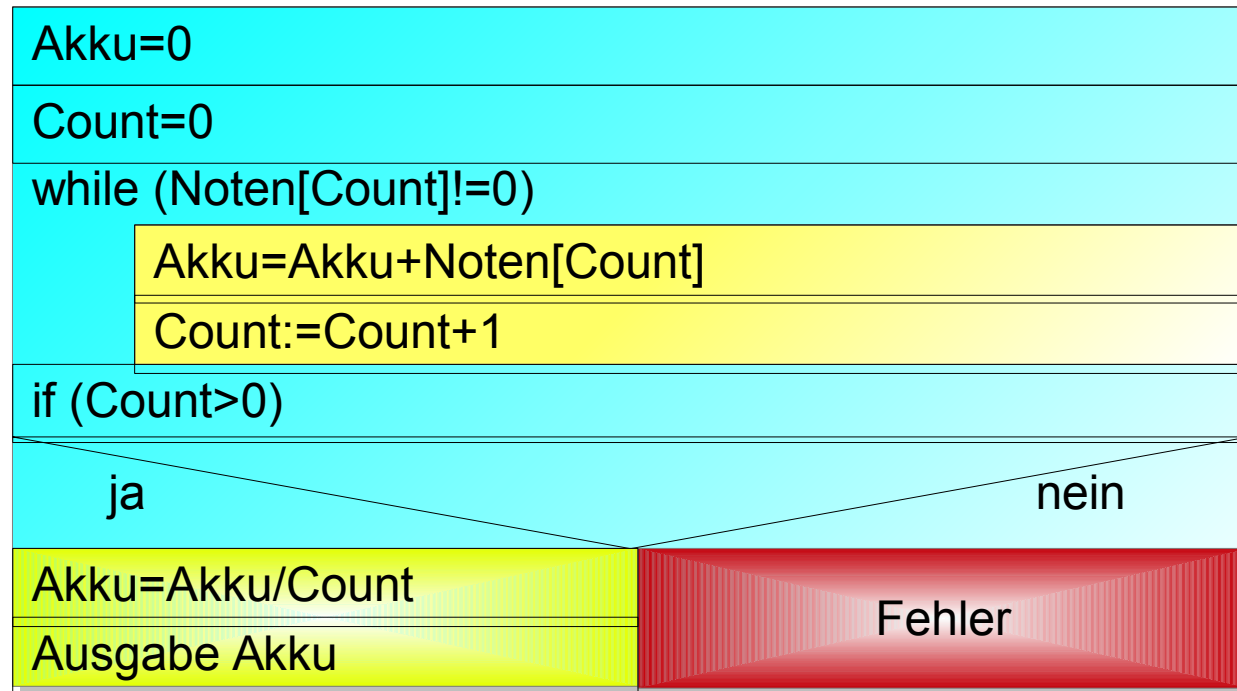 Akku=0
Count=0
while (Noten[Count]!=0)
Akku=Akku+Noten[Count]
Count:=Count+1
if (Count>0)
ja nein
Akku=Akku/Count
Fehler
Ausgabe Akku